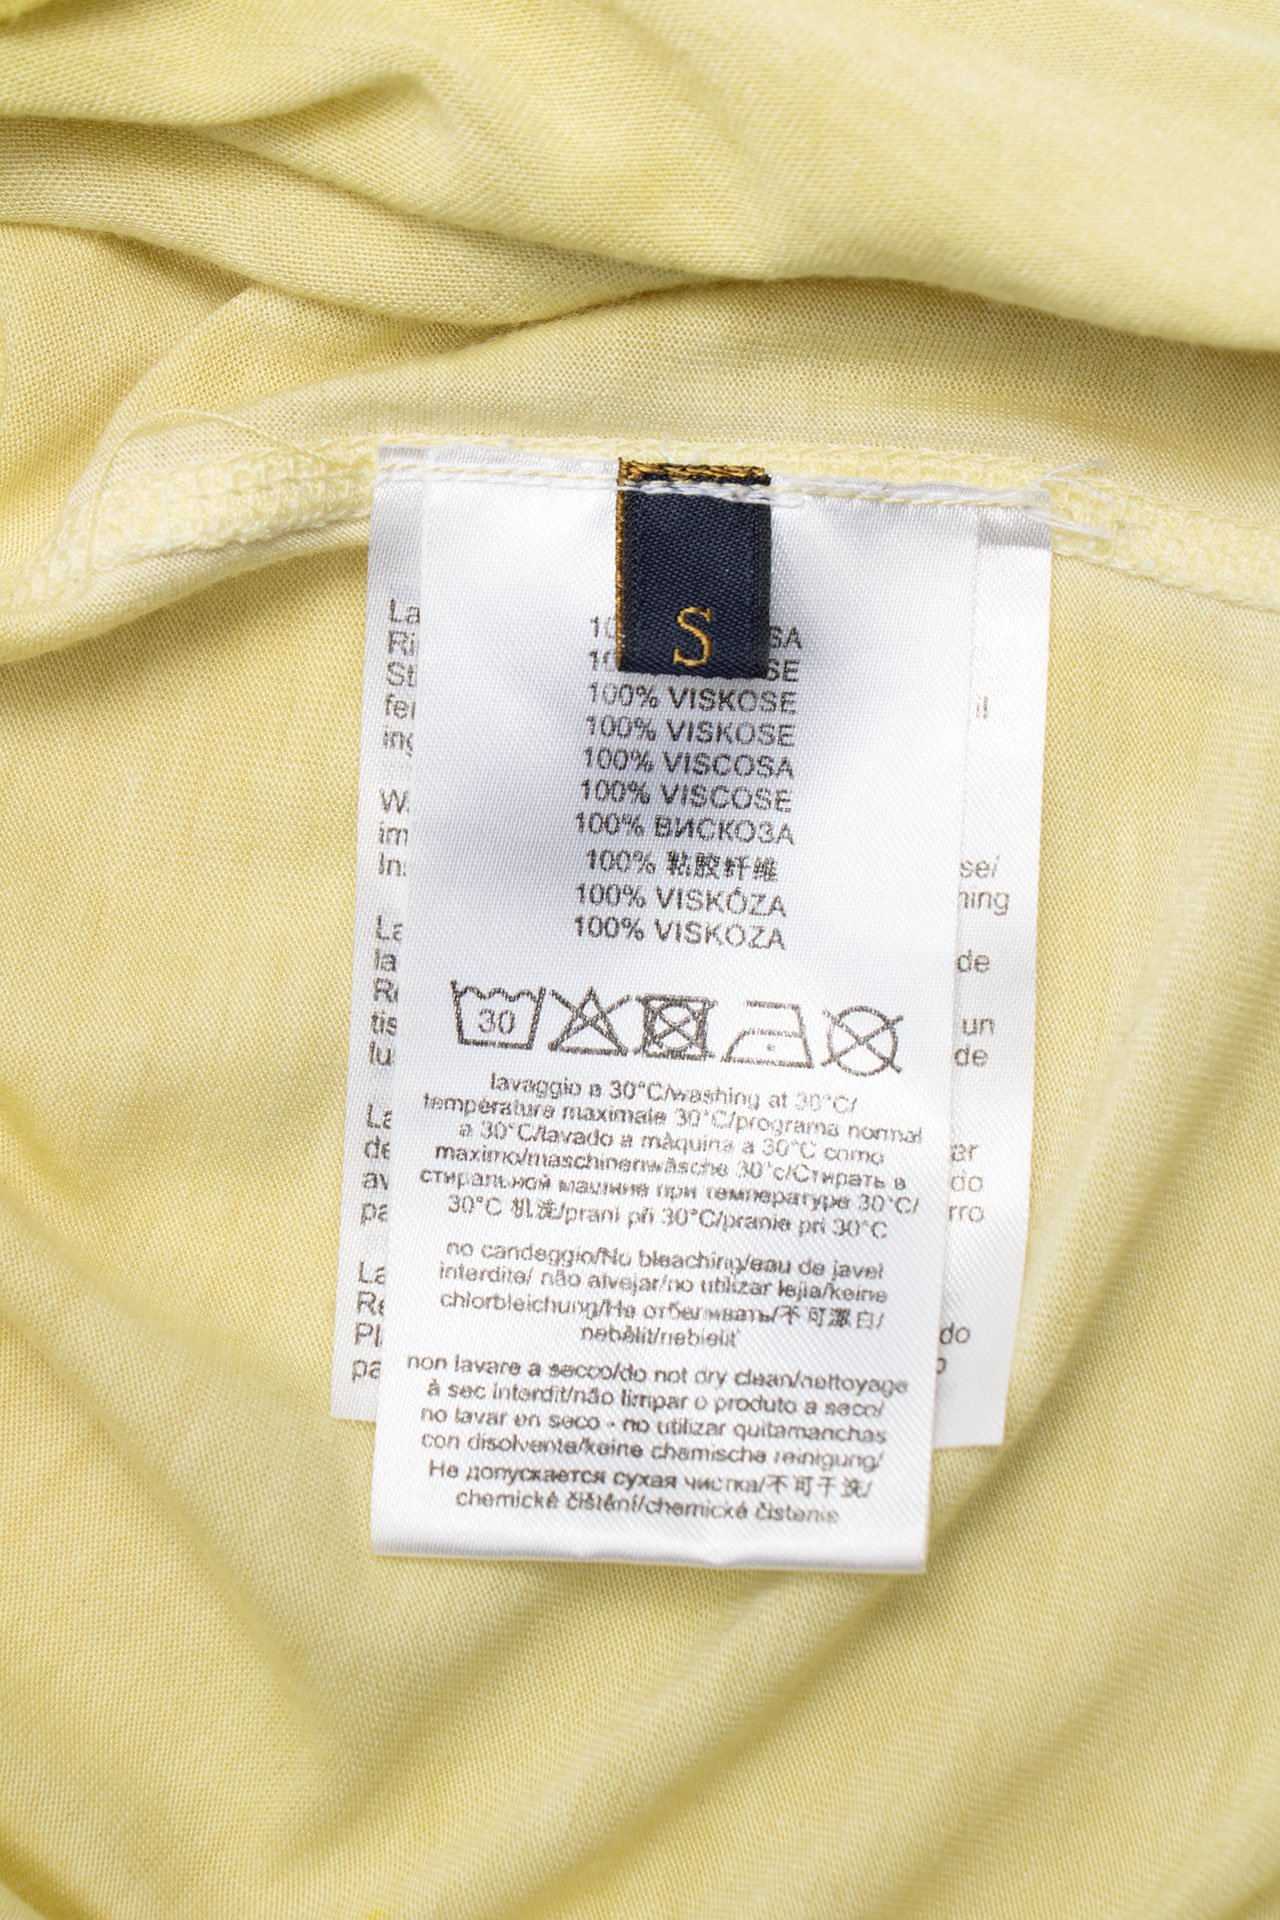 S
100% VISKOSE
100% VISKOSE
100% VISCOSA
100% VISCOSE
100% ВИСКОЗА
100% 粘胶纤维
100% VISKÓZA
100% VISKOZA
30
lavaggio a 30°C/washing at 30°C/
température maximale 30°C/programa normal
a 30°C/lavado a màquina a 30°C como
maximo/maschinenwäsche 30°c/Стирать в
стиральной машине при температуре 30°C/
30°C 机洗/prani při 30°C/pranie pri 30°C
no candeggio/No bleaching/eau de javel
interdite/ não alvejar/no utilizar lejia/keine
chlorbleichung/Не отбеливать/不可漂白/
nebělit/nebieliť
non lavare a secco/do not dry clean/nettoyage
à sec interdit/não limpar o produto a seco/
no lavar en seco - no utilizar quitamanchas
con disolvente/keine chemische reinigung/
Не допускается сухая чистка/不可干洗/
chemické čištění/chemické čistenie